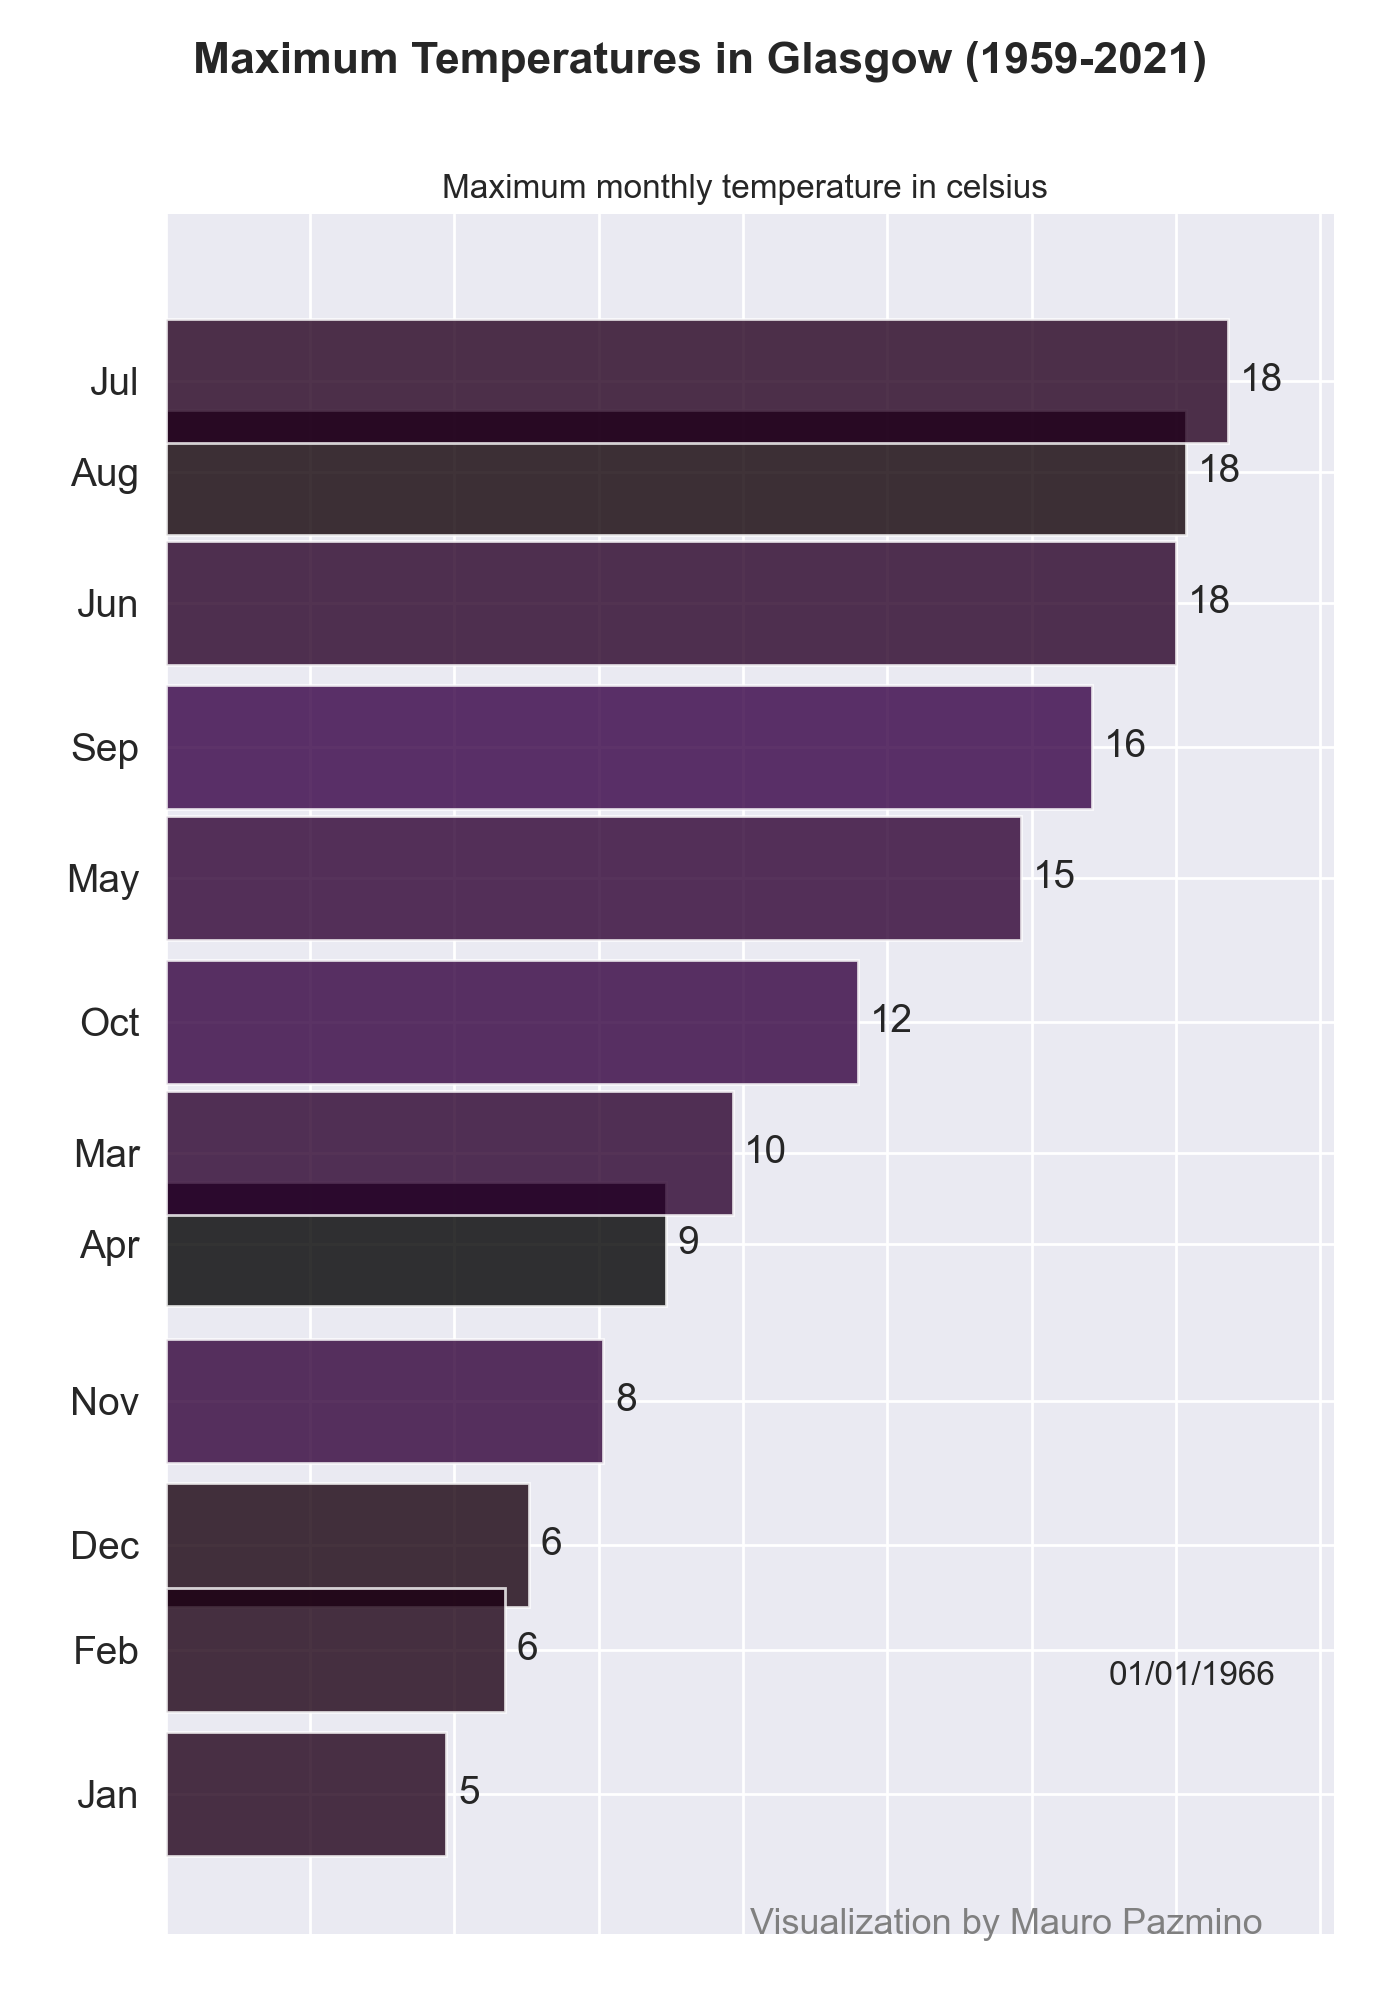 Maximum Temperatures in Glasgow (1959-2021)
Maximum monthly temperature in celsius
Jul 18
Aug 18
Jun 18
Sep 16
May 15
Oct 12
Mar 10
Apr 9
Nov 8
Dec 6
Feb 6
01/01/1966
Jan 5
Visualization by Mauro Pazmino